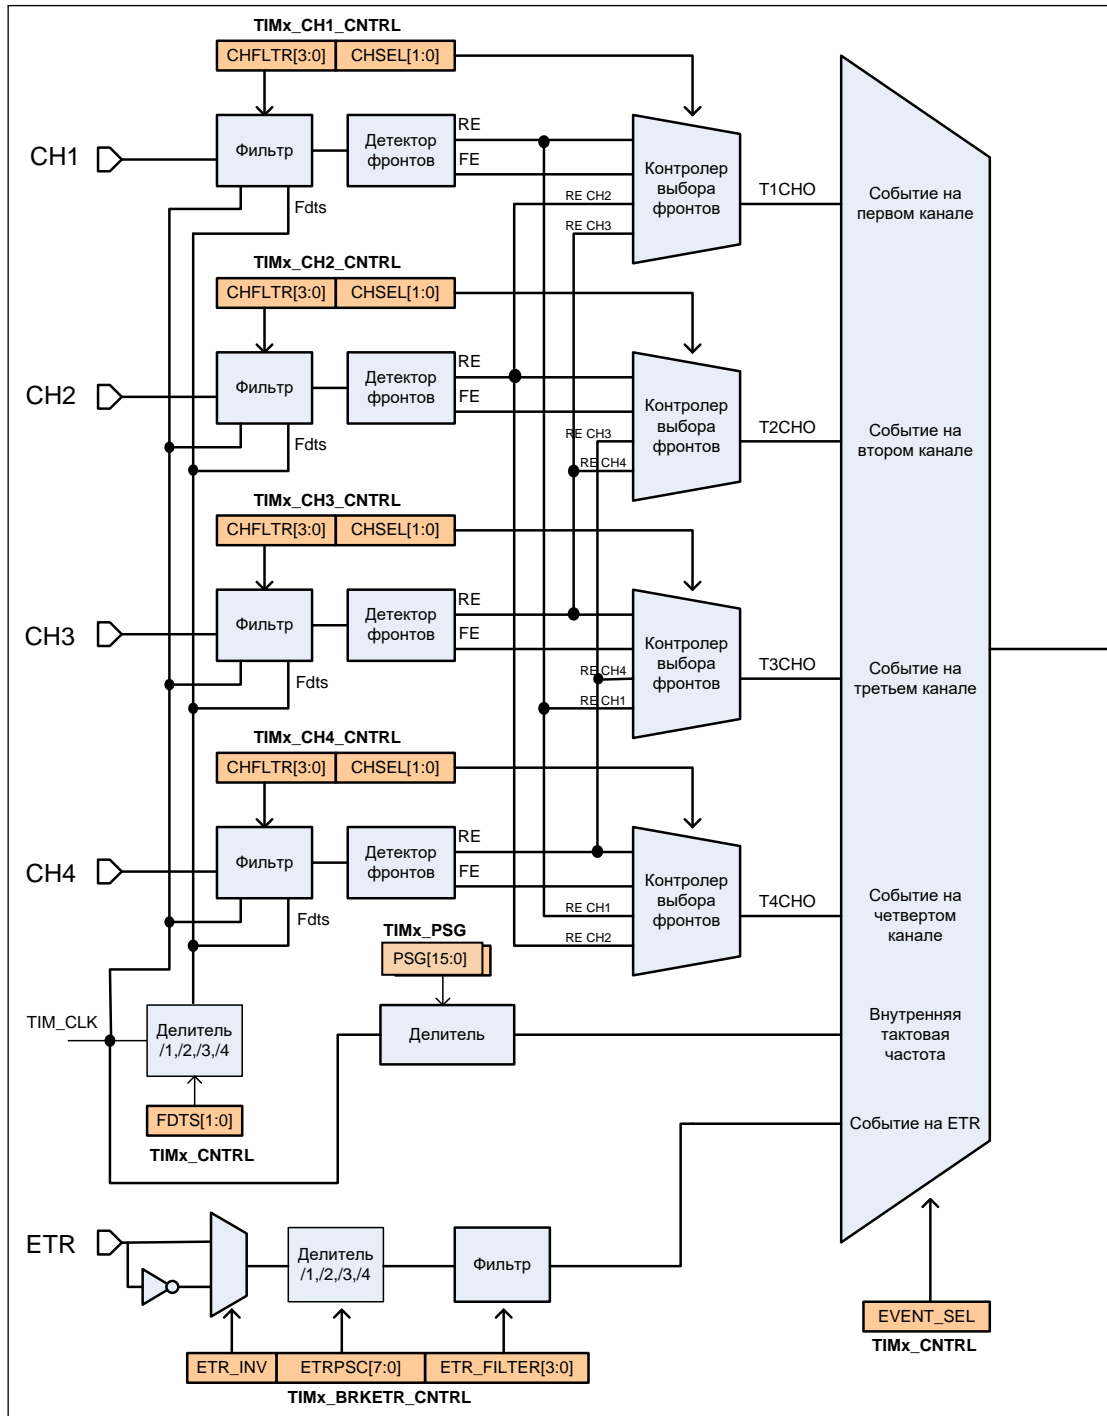 TIMx_CH1_CNTRL
CHFLTR[3:0] CHSEL[1:0]
CH1
Фильтр
Детектор
фронтов
RE
FE
RE CH2
RE CH3
Fdts
Контролер
выбора
фронтов
T1CHO
Событие на
первом канале
TIMx_CH2_CNTRL
CHFLTR[3:0] CHSEL[1:0]
CH2
Фильтр
Детектор
фронтов
RE
FE
RE CH3
RE CH4
Fdts
Контролер
выбора
фронтов
T2CHO
Событие на
втором канале
TIMx_CH3_CNTRL
CHFLTR[3:0] CHSEL[1:0]
CH3
Фильтр
Детектор
фронтов
RE
FE
RE CH4
RE CH1
Fdts
Контролер
выбора
фронтов
T3CHO
Событие на
третьем канале
TIMx_CH4_CNTRL
CHFLTR[3:0] CHSEL[1:0]
CH4
Фильтр
Детектор
фронтов
RE
FE
RE CH1
RE CH2
Fdts
Контролер
выбора
фронтов
T4CHO
Событие на
четвертом
канале
TIMx_PSG
PSG[15:0]
TIM_CLK
Делитель
/1,/2,/3,/4
Делитель
Внутренняя
тактовая
частота
FDTS[1:0]
TIMx_CNTRL
Событие на ETR
ETR
Делитель
/1,/2,/3,/4
Фильтр
ETR_INV ETRPSC[7:0] ETR_FILTER[3:0]
TIMx_BRKETR_CNTRL
EVENT_SEL
TIMx_CNTRL